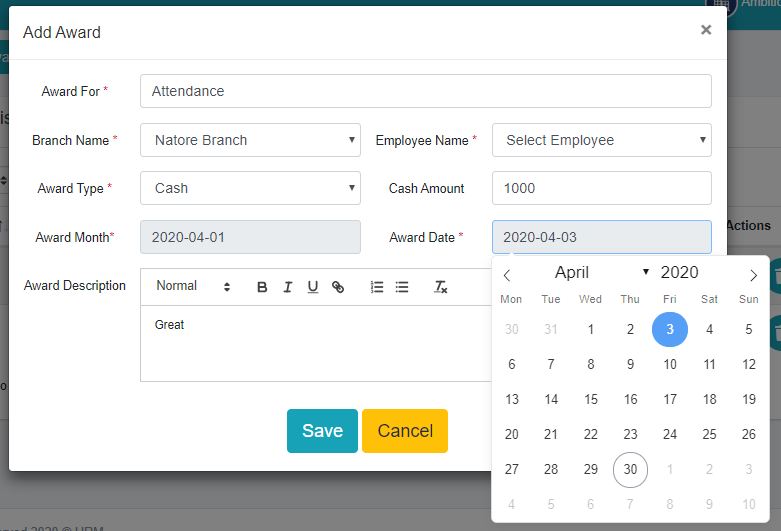 Ambitio
Add Award ×
Award For * Attendance
Branch Name * Natore Branch Employee Name * Select Employee
Award Type * Cash Cash Amount 1000
Actions
Award Month* 2020-04-01 Award Date * 2020-04-03
Award Description Normal B I U Tx
Great
Save Cancel
April 2020
Mon Tue Wed Thu Fri Sat Sun
30 31 1 2 3 4 5
6 7 8 9 10 11 12
13 14 15 16 17 18 19
20 21 22 23 24 25 26
27 28 29 30 1 2 3
4 5 6 7 8 9 10
2020 © HRM